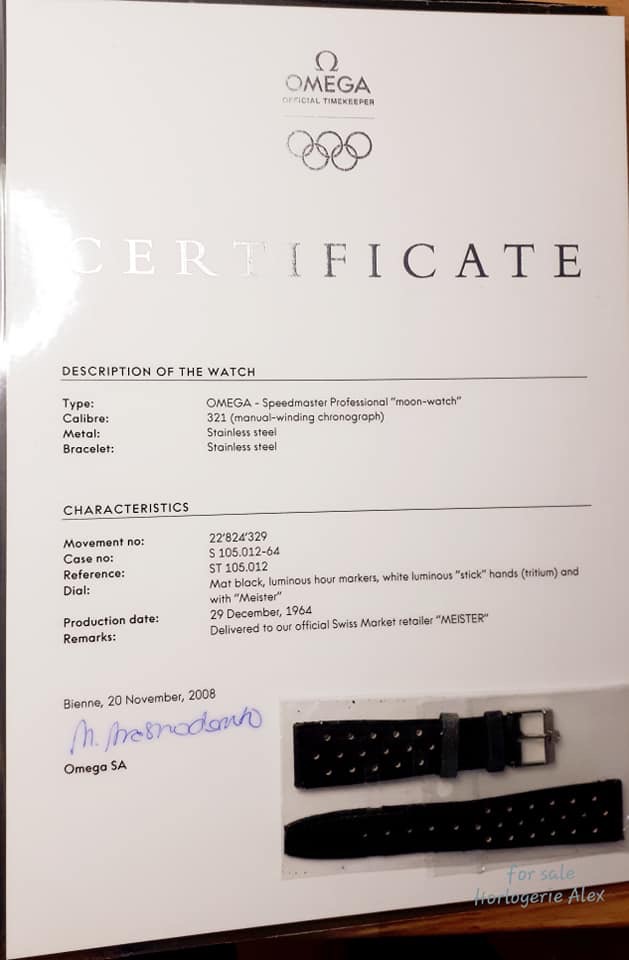 Ω
OMEGA
OFFICIAL TIMEKEEPER
CERTIFICATE
DESCRIPTION OF THE WATCH
Type: OMEGA - Speedmaster Professional "moon-watch"
Calibre: 321 (manual-winding chronograph)
Metal: Stainless steel
Bracelet: Stainless steel
CHARACTERISTICS
Movement no: 22'824'329
Case no: S 105.012-64
Reference: ST 105.012
Dial: Mat black, luminous hour markers, white luminous "stick" hands (tritium) and
with "Meister"
Production date: 29 December, 1964
Remarks: Delivered to our official Swiss Market retailer "MEISTER"
Bienne, 20 November, 2008
Omega SA
for sale
Horlogerie Alex